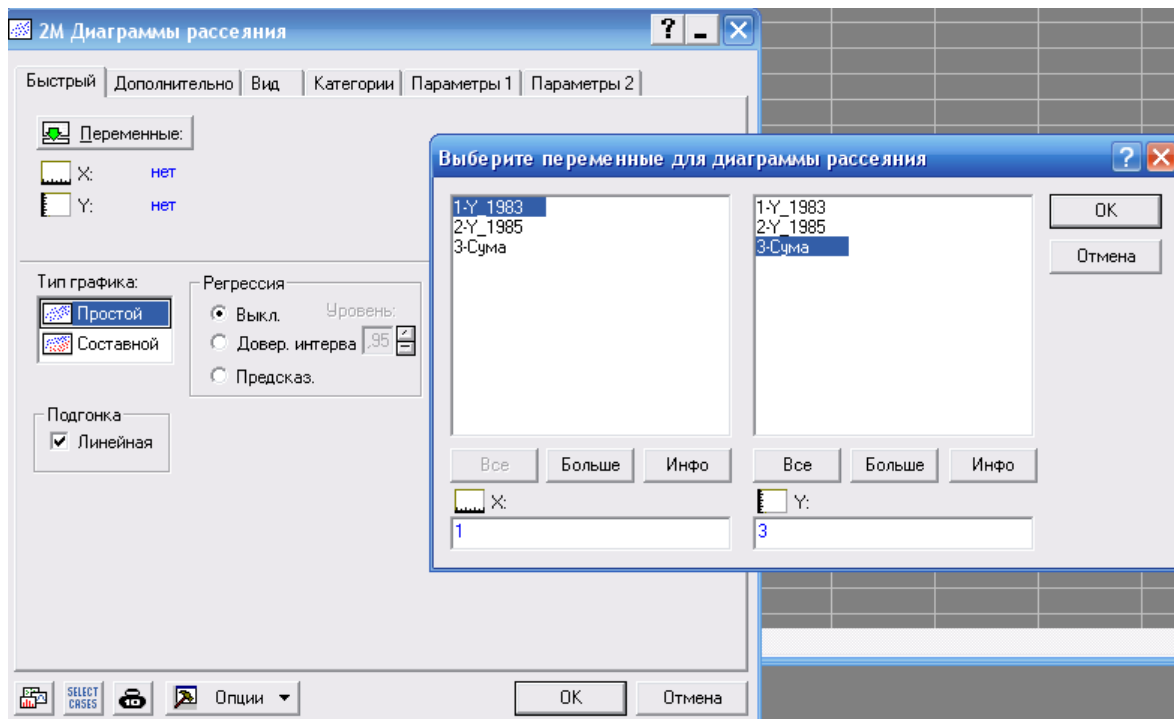 2М Диаграммы рассеяния
Быстрый Дополнительно Вид Категории Параметры 1 Параметры 2
Переменные:
X: нет
Y: нет
Тип графика:
Простой
Составной
Регрессия
Выкл. Уровень:
Довер. интерва ,95
Предсказ.
Подгонка
Линейная
SELECT
CASES
Опции
OK Отмена
Выберите переменные для диаграммы рассеяния
1-Y_1983
2-Y_1985
3-Сума
1-Y_1983
2-Y_1985
3-Сума
OK
Отмена
Все Больше Инфо
Все Больше Инфо
X:
1
Y:
3